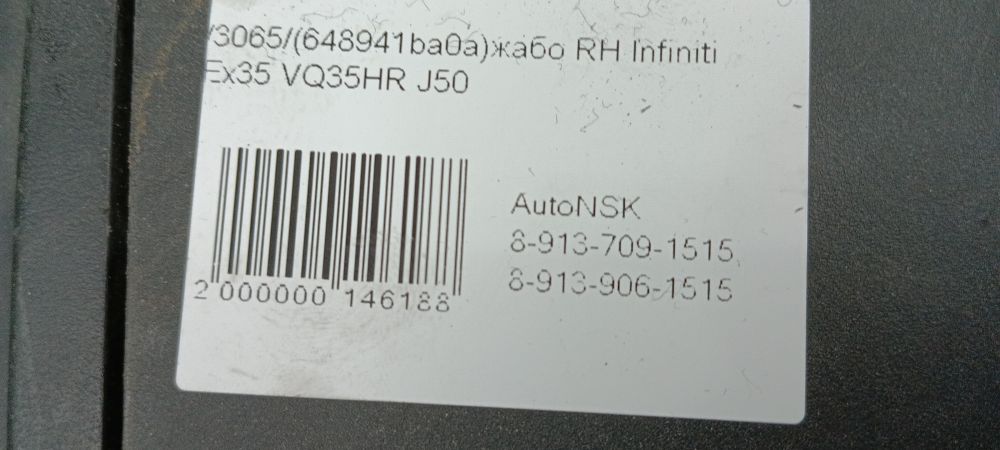 /3065/(648941ba0a)жабо RH Infiniti
Ex35 VQ35HR J50
AutoNSK
8-913-709-1515,
8-913-906-1515
2 000000 146188